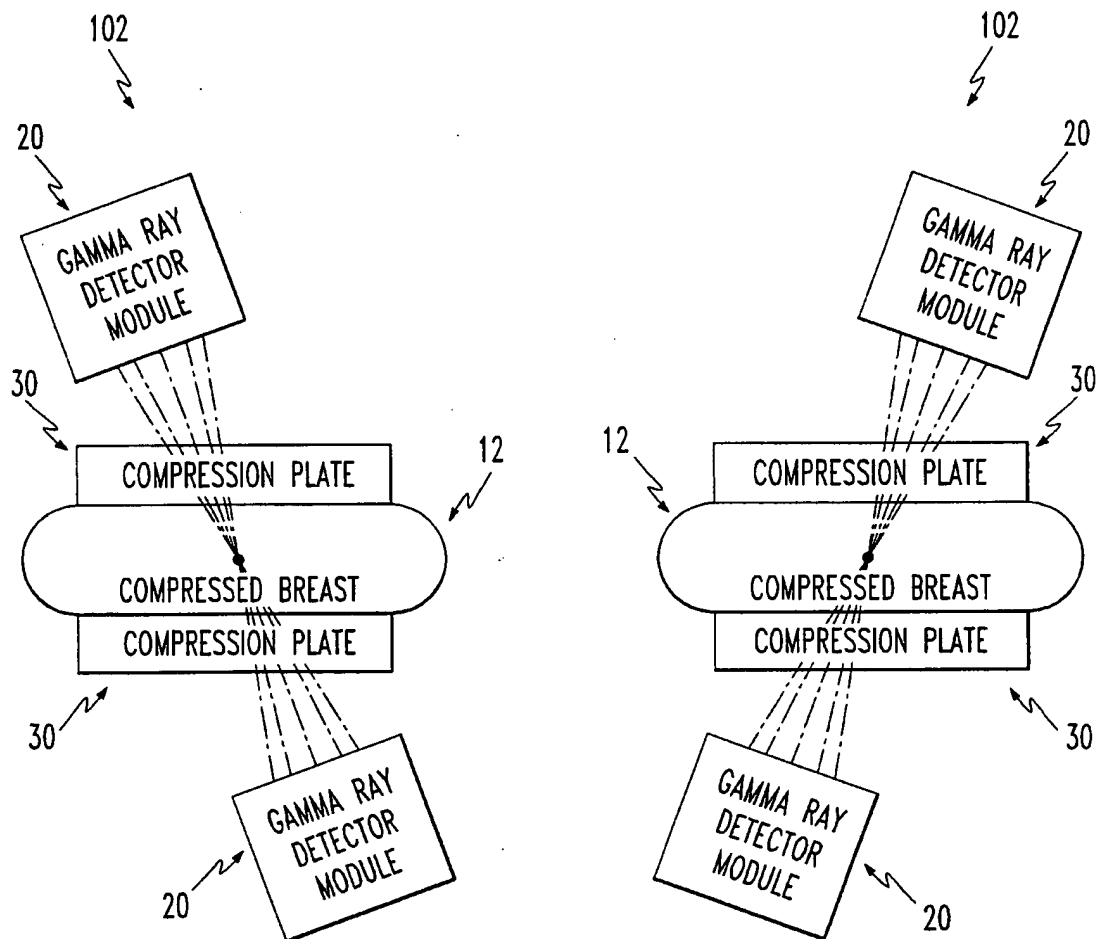 102
20
GAMMA RAY
DETECTOR
MODULE
30
COMPRESSION PLATE
12
COMPRESSED BREAST
COMPRESSION PLATE
30
GAMMA RAY
DETECTOR
MODULE
20
102
20
GAMMA RAY
DETECTOR
MODULE
30
12
COMPRESSION PLATE
COMPRESSED BREAST
COMPRESSION PLATE
30
GAMMA RAY
DETECTOR
MODULE
20